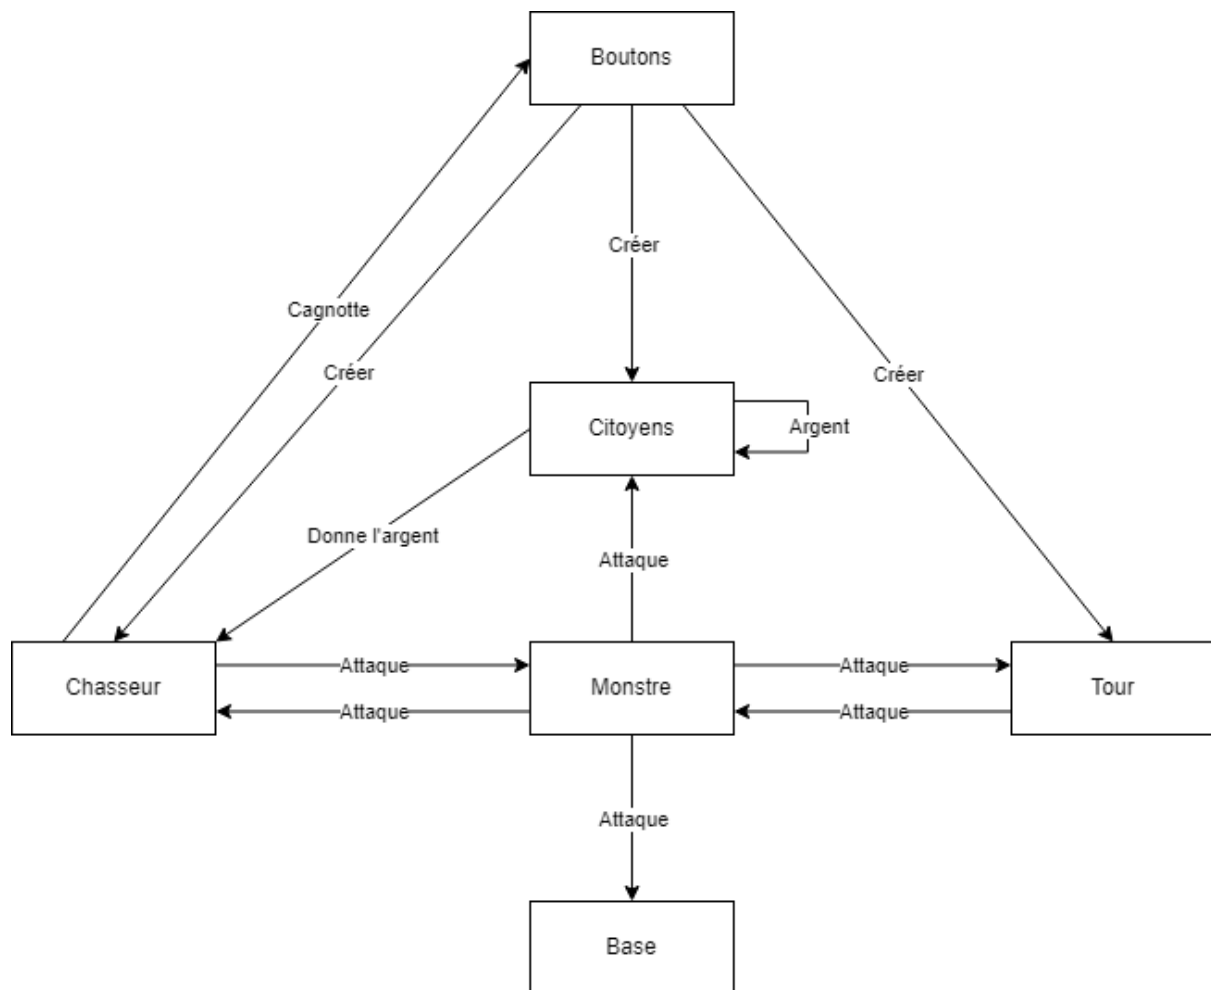 Boutons
Créer
Cagnotte
Créer
Créer
Citoyens
Argent
Donne l'argent
Attaque
Chasseur
Attaque
Attaque
Monstre
Attaque
Attaque
Tour
Attaque
Base